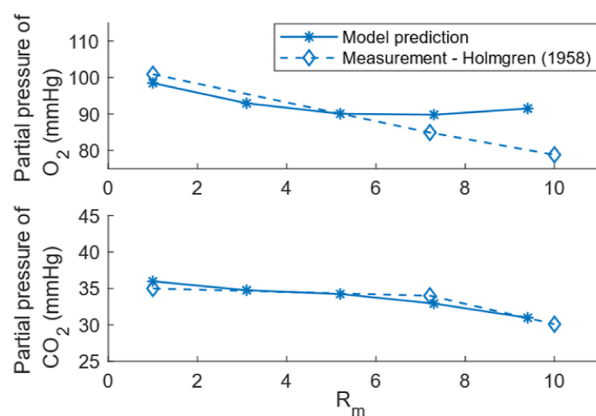 Partial pressure of
O2 (mmHg)
110
100
90
80
0 2 4 6 8 10
Model prediction
Measurement - Holmgren (1958)
Partial pressure of
CO2 (mmHg)
45
40
35
30
25
0 2 4 6 8 10
Rm